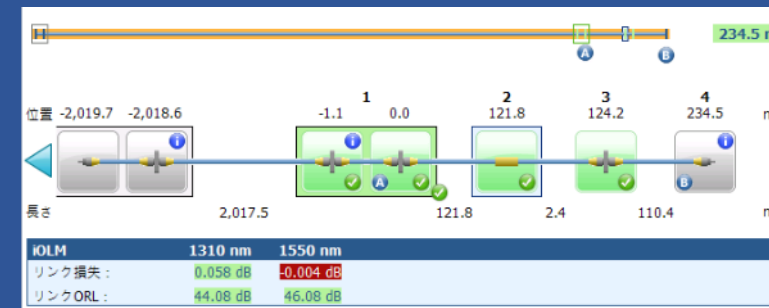 234.5 m
A
B
1 2 3 4
位置 -2,019.7 -2,018.6 -1.1 0.0 121.8 124.2 234.5 m
i i i
A B
長さ 2,017.5 121.8 2.4 110.4 m
iOLM 1310 nm 1550 nm
リンク損失 : 0.058 dB -0.004 dB
リンクORL : 44.08 dB 46.08 dB